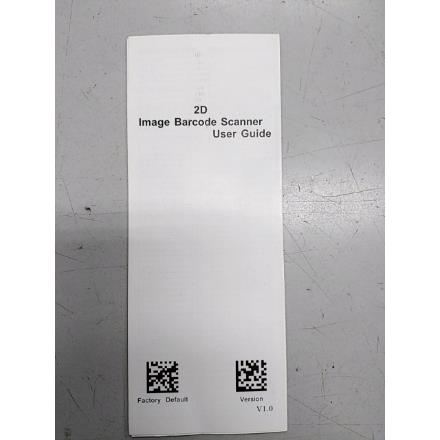 2D
Image Barcode Scanner
User Guide
Factory Default
Version
V1.0